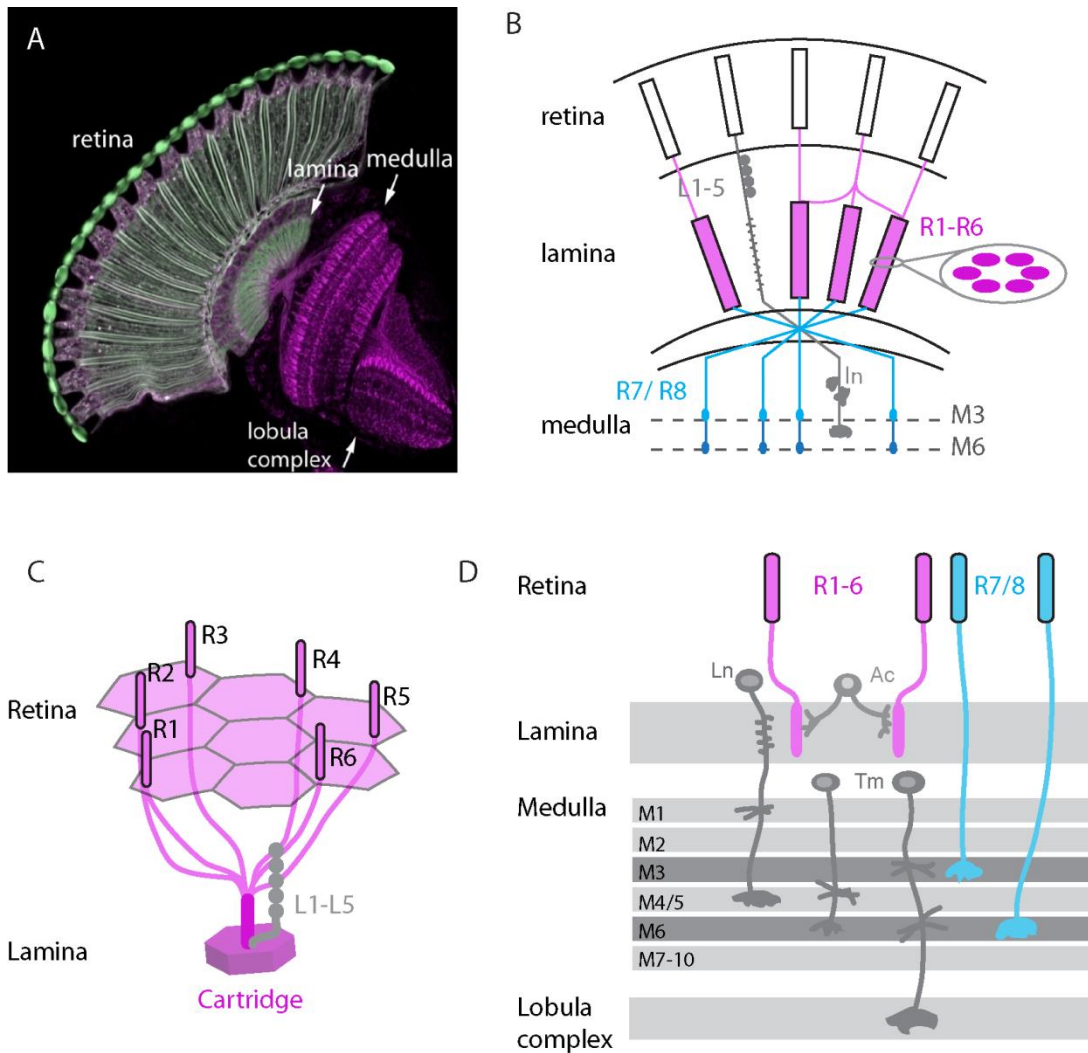 A
retina
lamina
medulla
lobula
complex
B
retina
L1-5
lamina
R1-R6
R7/ R8
ln
medulla
M3
M6
C
R3
R4
R2
R5
Retina
R1
R6
L1-L5
Lamina
Cartridge
D
Retina
R1-6
R7/8
Ln
Ac
Lamina
Tm
Medulla
M1
M2
M3
M4/5
M6
M7-10
Lobula
complex